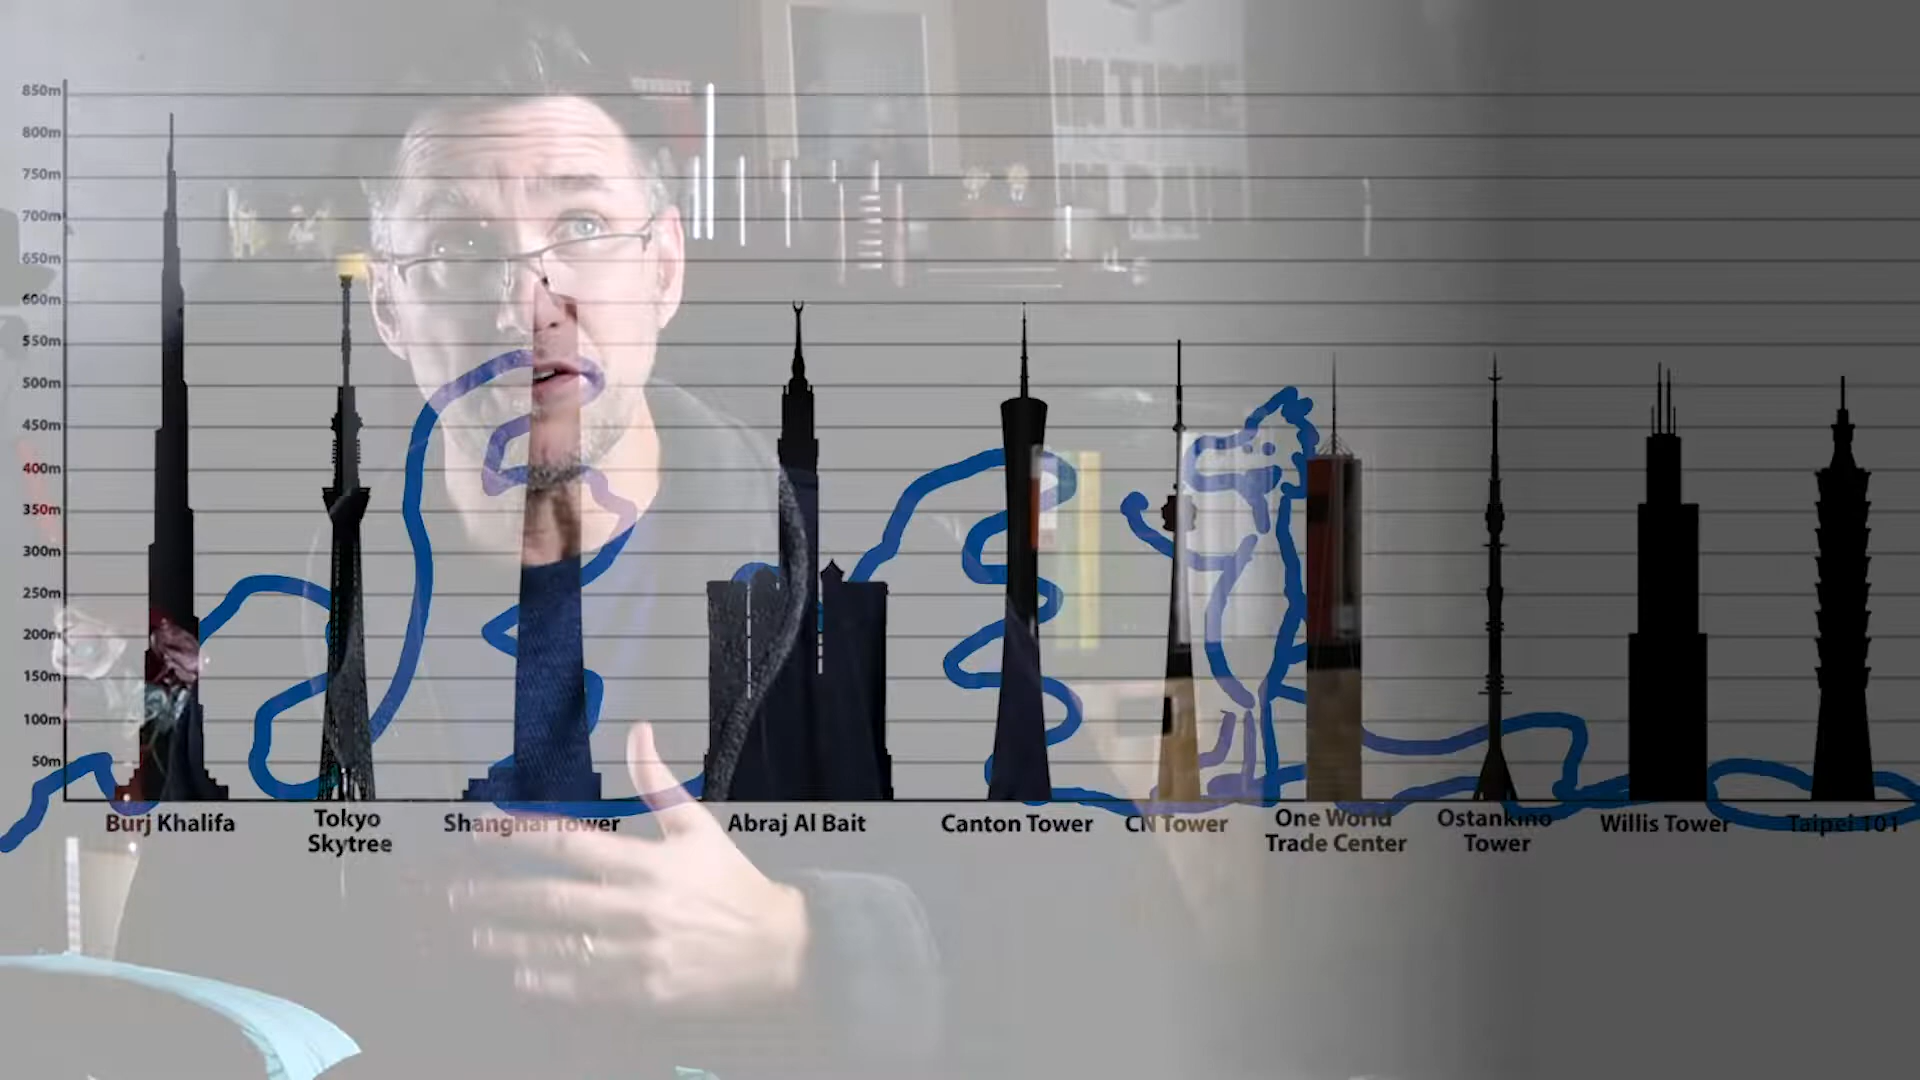 850m
800m
750m
700m
650m
600m
550m
500m
450m
400m
350m
300m
250m
200m
150m
100m
50m
Burj Khalifa
Tokyo
Skytree
Shanghai Tower
Abraj Al Bait
Canton Tower
CN Tower
One World
Trade Center
Ostankino
Tower
Willis Tower
Taipei 101